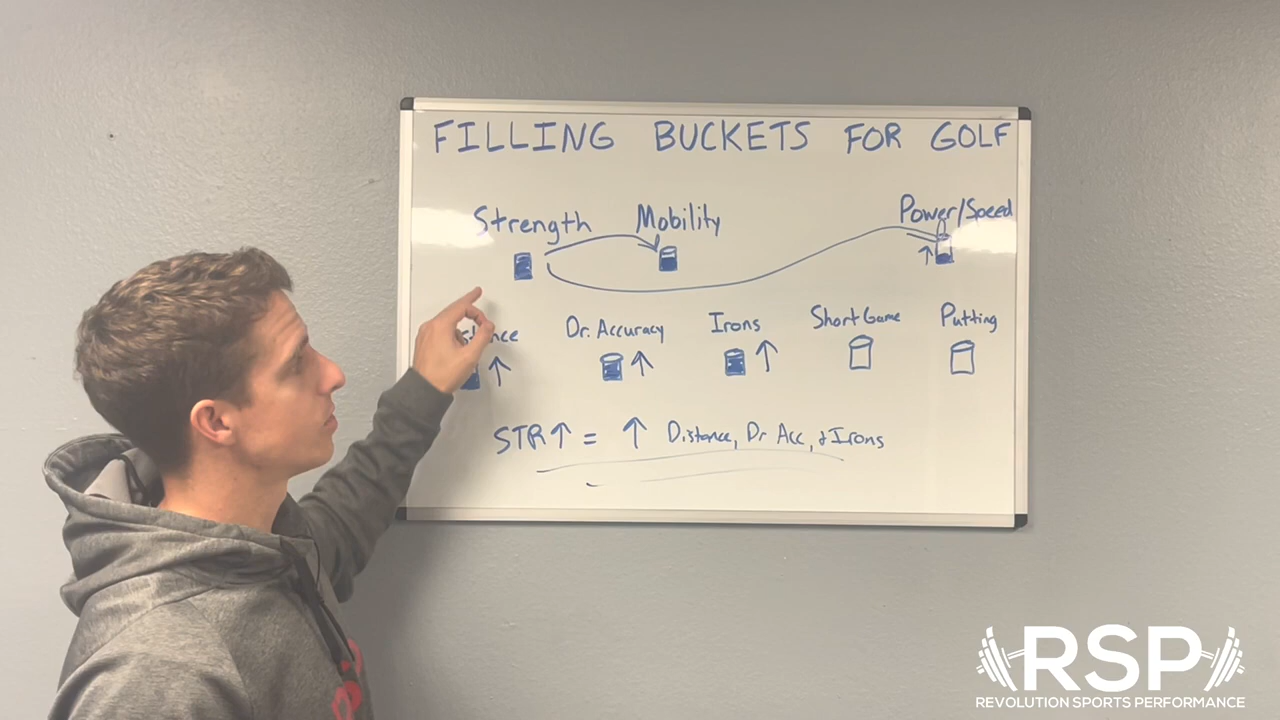 FILLING BUCKETS FOR GOLF
Strength Mobility Power/Speed
Dr. Accuracy Irons Short Game Putting
STR↑ = ↑ Distance, Dr Acc, & Irons
RSP
REVOLUTION SPORTS PERFORMANCE